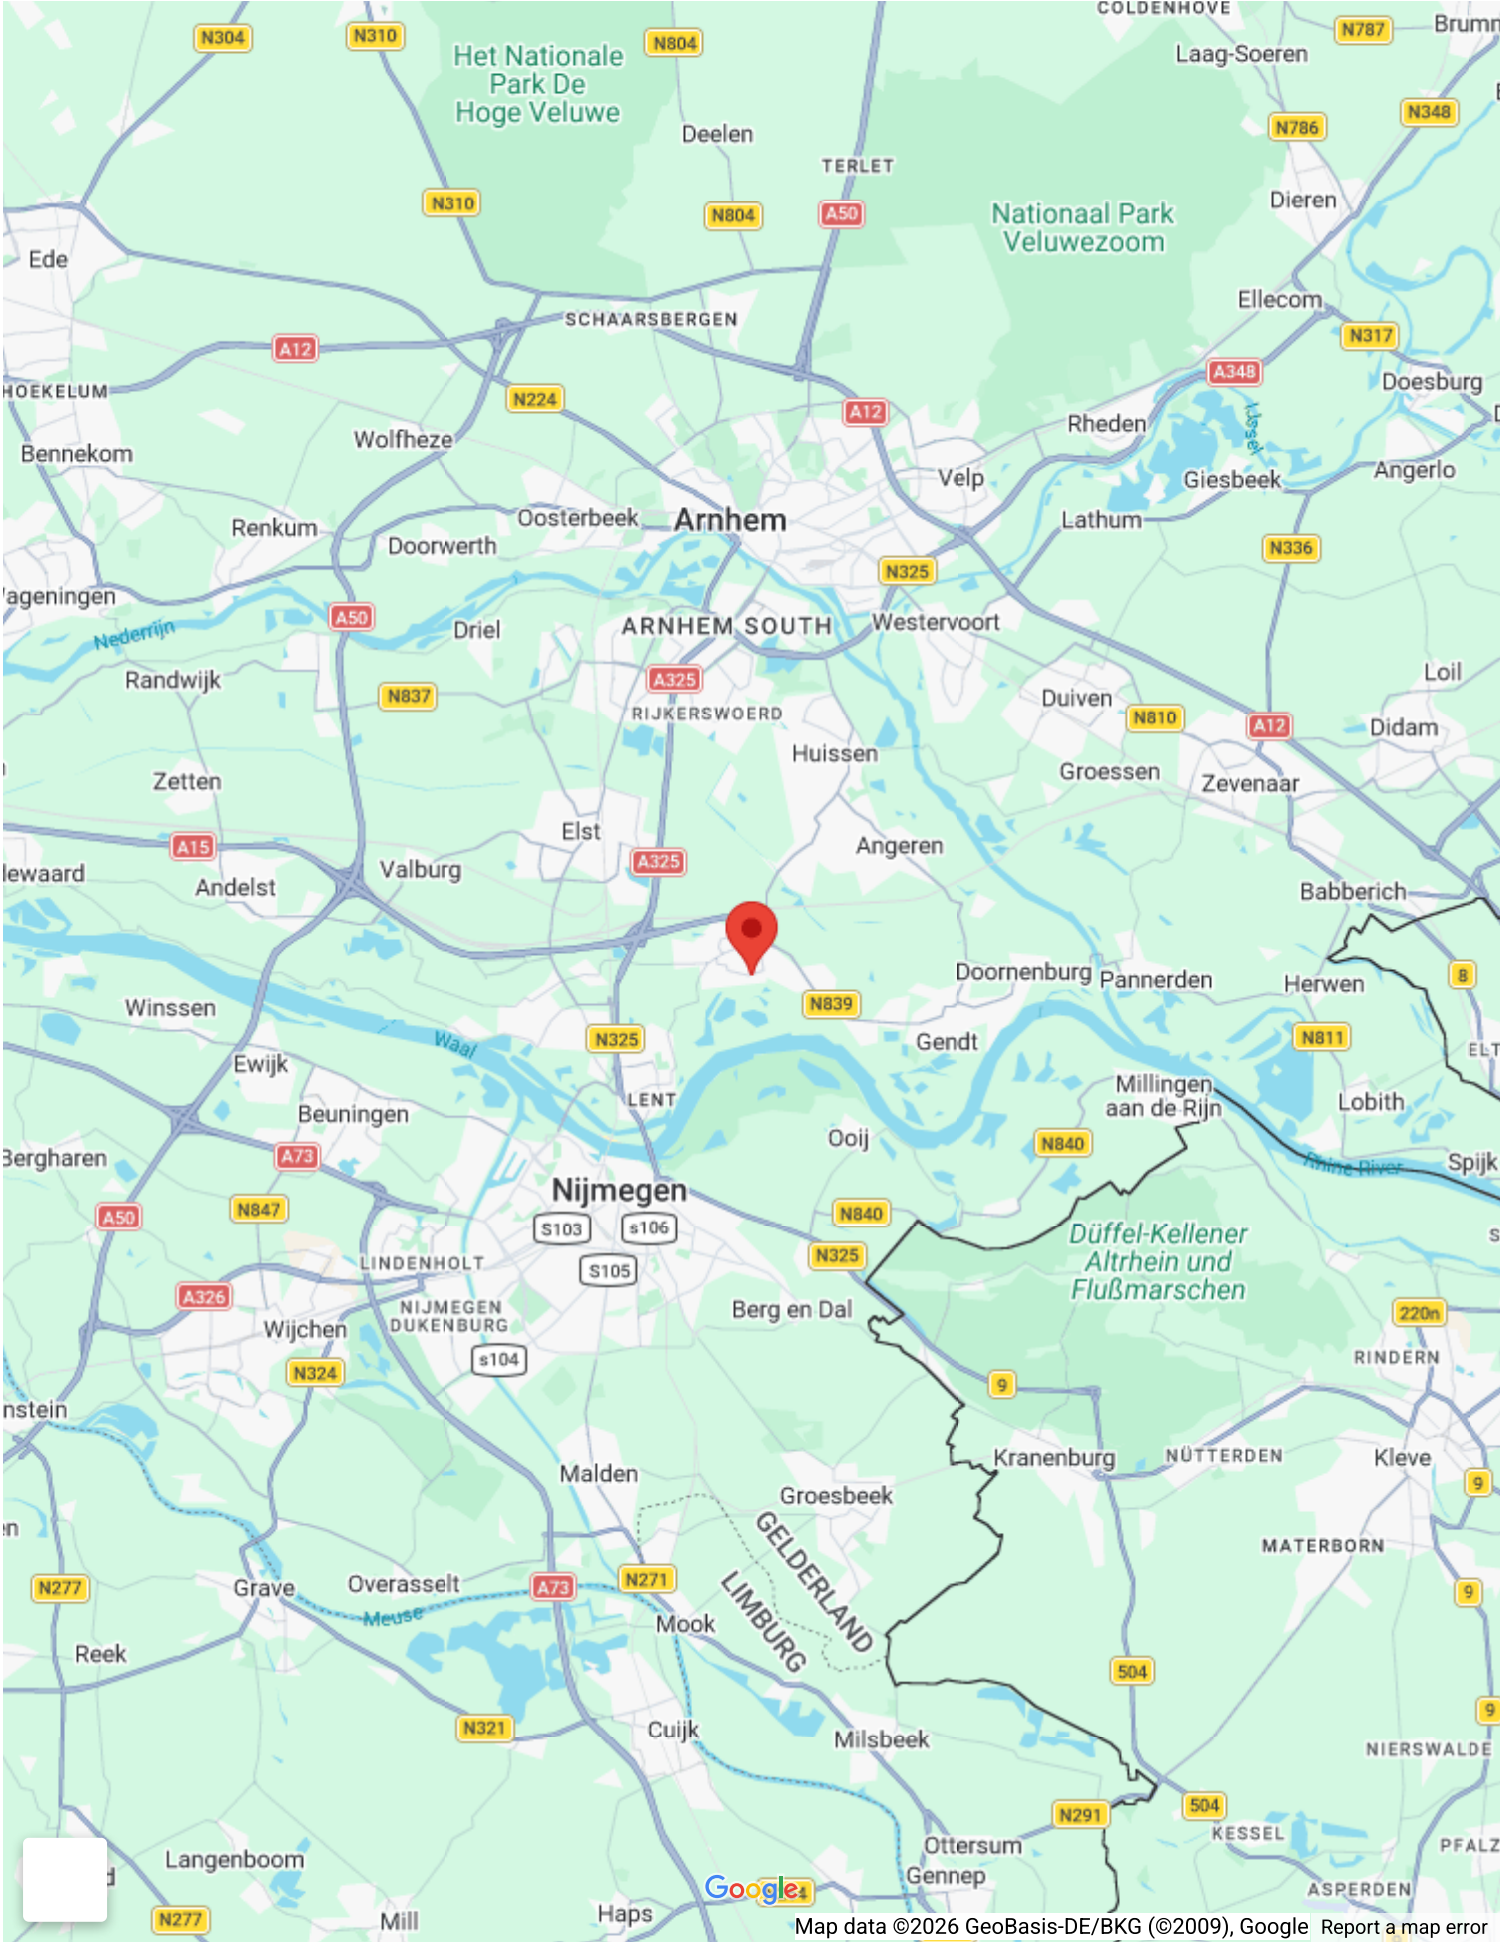 COLDENHOVE
N304
N310
N804
N787
Brumm
Het Nationale
Park De
Hoge Veluwe
Laag-Soeren
N348
N786
Deelen
TERLET
N310
N804
A50
Nationaal Park
Veluwezoom
Dieren
Ede
Ellecom
SCHAARSBERGEN
A12
N317
A348
Doesburg
HOEKELUM
N224
A12
IJssel
Rheden
Wolfheze
Bennekom
Velp
Giesbeek
Angerlo
Renkum
Oosterbeek
Arnhem
Lathum
Doorwerth
N336
N325
ageningen
A50
Nederrijn
Driel
ARNHEM SOUTH
Westervoort
Randwijk
A325
Loil
N837
Duiven
RIJKERSWOERD
N810
A12
Didam
Huissen
Zetten
Groessen
Zevenaar
Elst
A15
Angeren
A325
lewaard
Valburg
Andelst
Babberich
Doornenburg
Pannerden
Herwen
8
Winssen
N839
N325
Waal
Gendt
N811
ELT
Ewijk
Millingen
aan de Rijn
Beuningen
LENT
Lobith
Ooij
N840
Bergharen
A73
Rhine River
Spijk
Nijmegen
A50
N847
N840
S103
s106
Düffel-Kellener
Altrhein und
Flußmarschen
N325
LINDENHOLT
S105
A326
NIJMEGEN
DUKENBURG
Berg en Dal
220n
Wijchen
s104
RINDERN
N324
9
nstein
Kranenburg
NÜTTERDEN
Kleve
Malden
9
Groesbeek
en
GELDERLAND
MATERBORN
N277
Grave
Overasselt
A73
N271
LIMBURG
9
Meuse
Mook
Reek
504
9
N321
Cuijk
Milsbeek
NIERSWALDE
N291
504
KESSEL
Ottersum
PFALZ
Langenboom
d
Gennep
Google
4
ASPERDEN
N277
Mill
Haps
Map data ©2026 GeoBasis-DE/BKG (©2009), Google
Report a map error